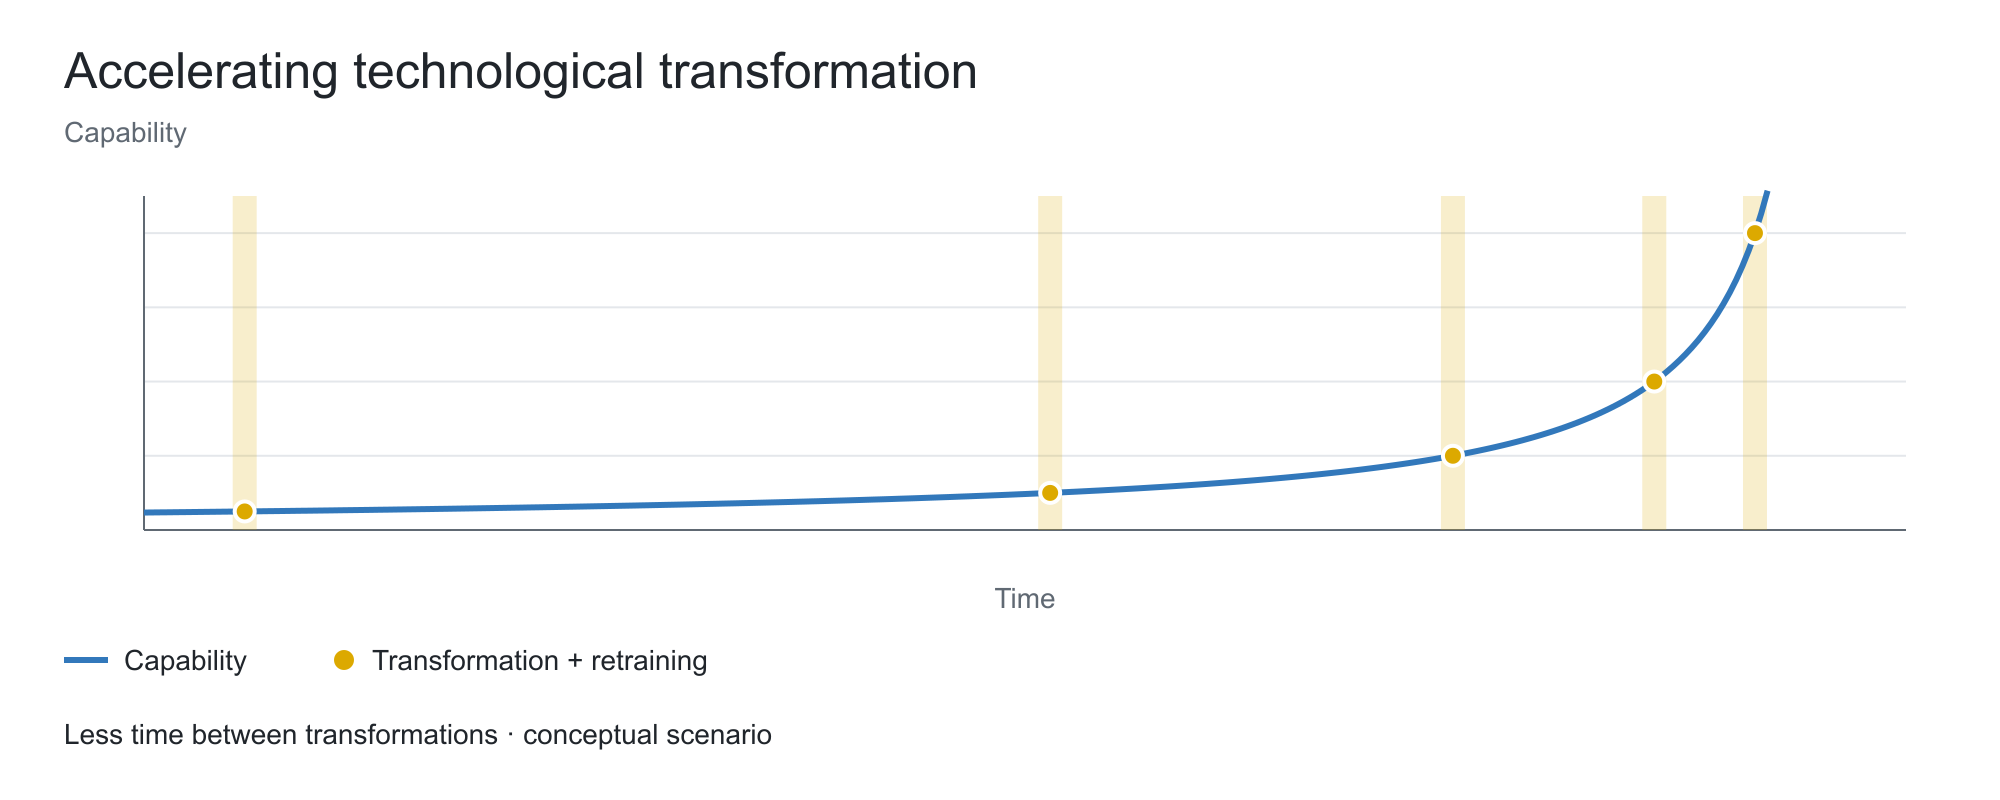 Accelerating technological transformation
Capability
Time
Capability
Transformation + retraining
Less time between transformations · conceptual scenario